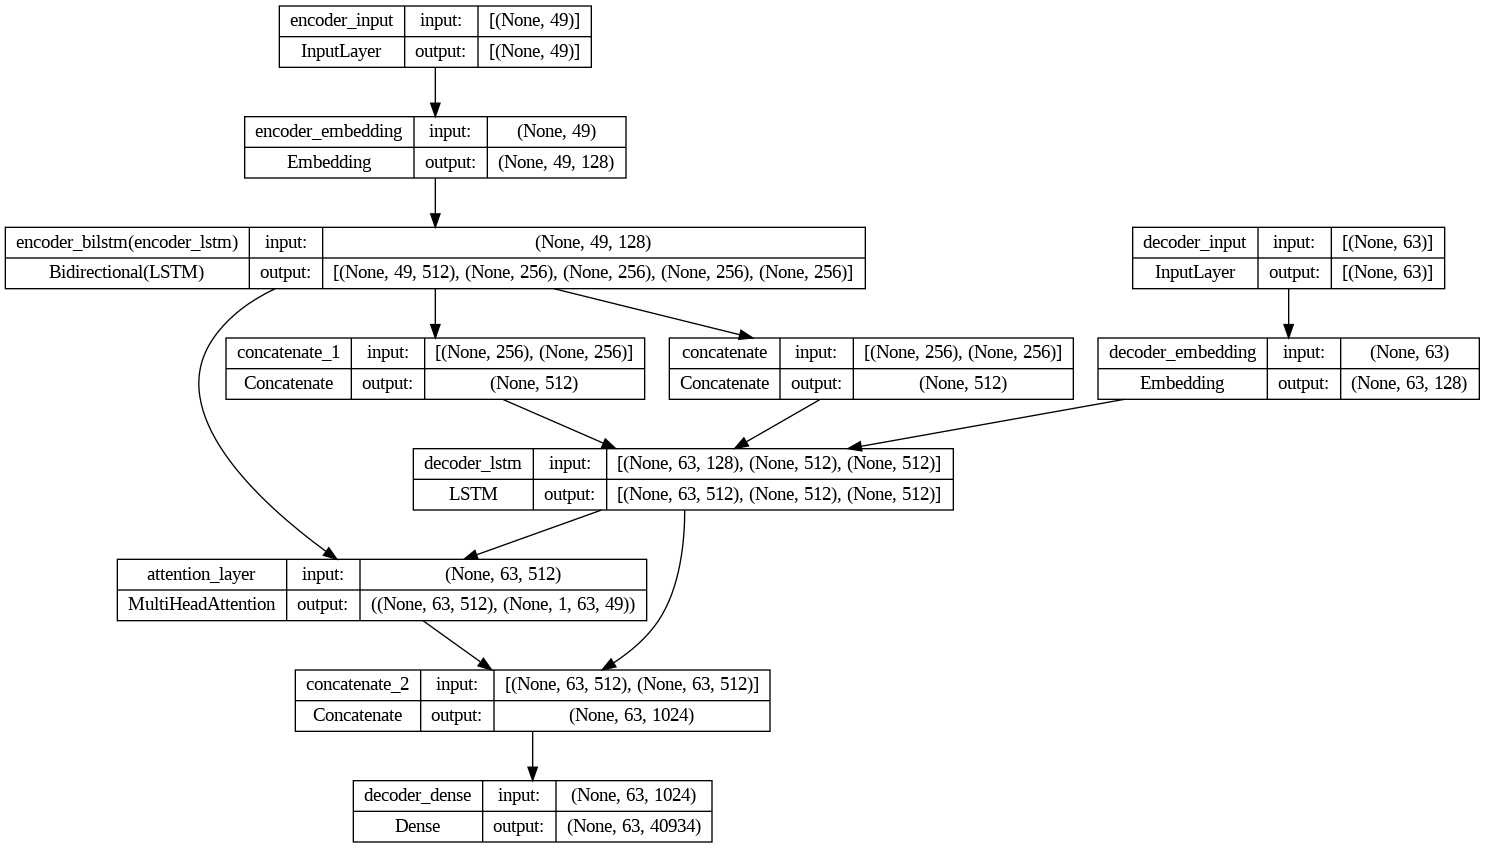 encoder_input input: [(None, 49)]
InputLayer output: [(None, 49)]
encoder_embedding input: (None, 49)
Embedding output: (None, 49, 128)
encoder_bilstm(encoder_lstm) input: (None, 49, 128)
Bidirectional(LSTM) output: [(None, 49, 512), (None, 256), (None, 256), (None, 256), (None, 256)]
decoder_input input: [(None, 63)]
InputLayer output: [(None, 63)]
concatenate_1 input: [(None, 256), (None, 256)]
Concatenate output: (None, 512)
concatenate input: [(None, 256), (None, 256)]
Concatenate output: (None, 512)
decoder_embedding input: (None, 63)
Embedding output: (None, 63, 128)
decoder_lstm input: [(None, 63, 128), (None, 512), (None, 512)]
LSTM output: [(None, 63, 512), (None, 512), (None, 512)]
attention_layer input: (None, 63, 512)
MultiHeadAttention output: ((None, 63, 512), (None, 1, 63, 49))
concatenate_2 input: [(None, 63, 512), (None, 63, 512)]
Concatenate output: (None, 63, 1024)
decoder_dense input: (None, 63, 1024)
Dense output: (None, 63, 40934)